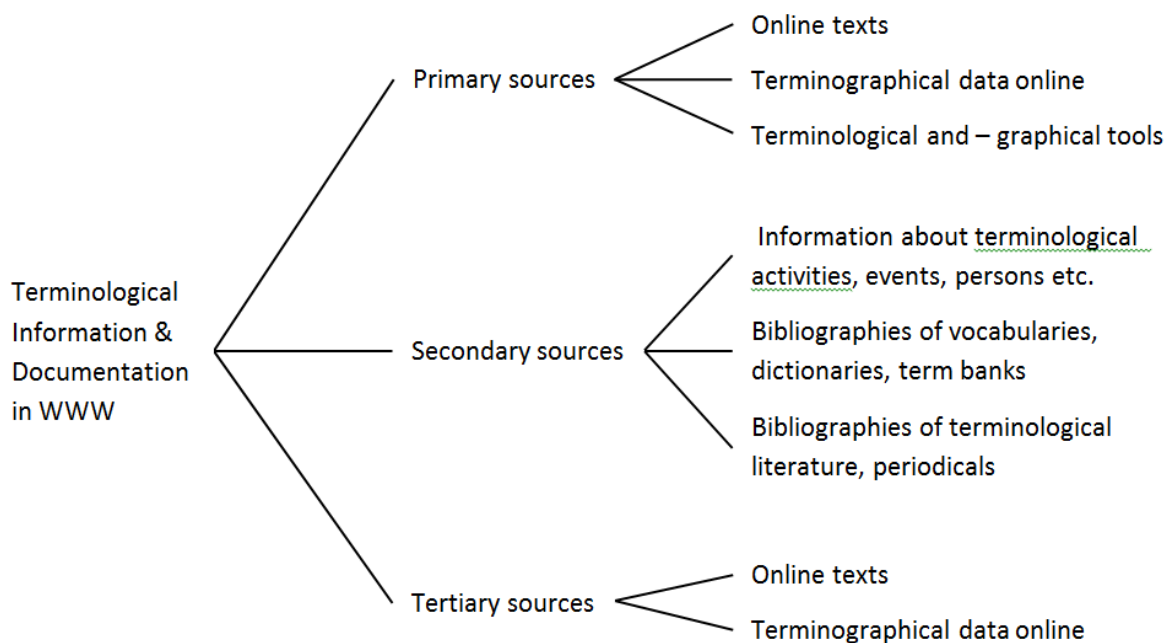 Terminological
Information &
Documentation
in WWW
Primary sources
Online texts
Terminographical data online
Terminological and – graphical tools
Secondary sources
Information about terminological
activities, events, persons etc.
Bibliographies of vocabularies,
dictionaries, term banks
Bibliographies of terminological
literature, periodicals
Tertiary sources
Online texts
Terminographical data online